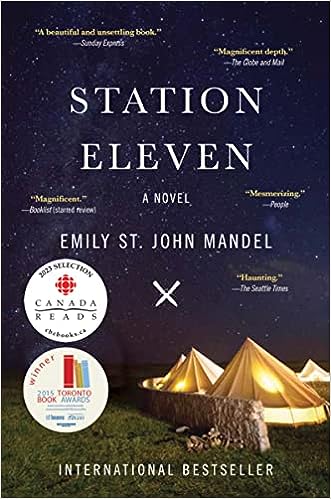 “A beautiful and unsettling book.”
—Sunday Express
“Magnificent depth.”
—The Globe and Mail
STATION
ELEVEN
“Magnificent.”
—Booklist (starred review)
A NOVEL
“Mesmerizing.”
—People
EMILY ST. JOHN MANDEL
“Haunting.”
—The Seattle Times
2023 SELECTION
CANADA
READS
cbcbooks.ca
winner
2015 TORONTO
BOOK AWARDS
INTERNATIONAL BESTSELLER